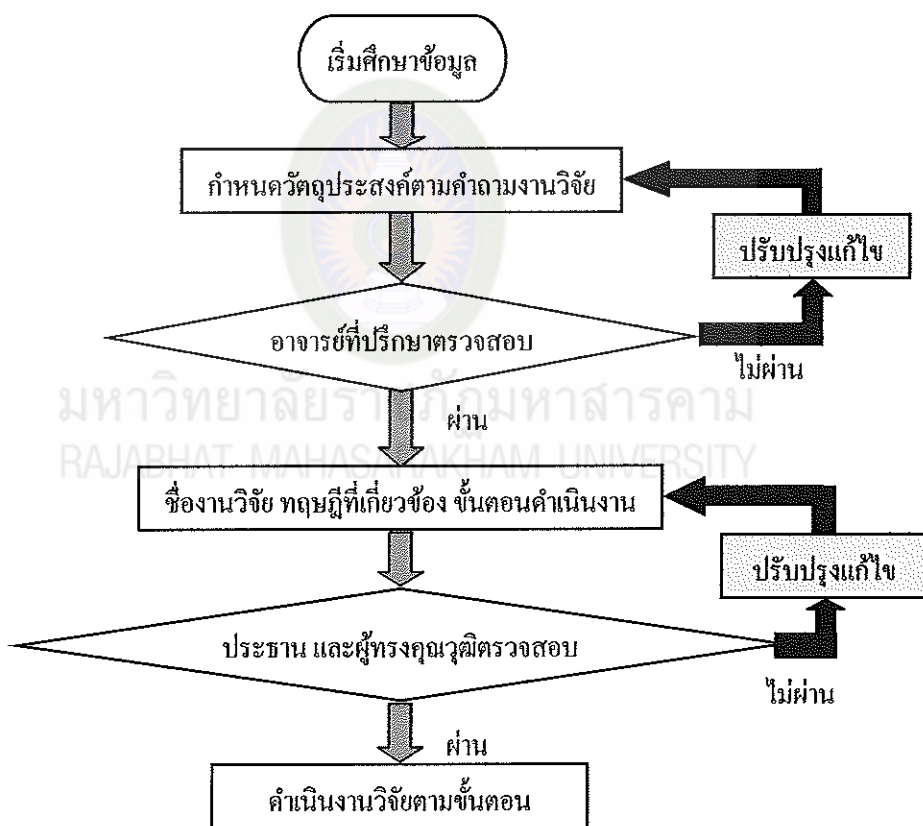 เริ่มศึกษาข้อมูล
กำหนดวัตถุประสงค์ตามคำถามงานวิจัย
ปรับปรุงแก้ไข
อาจารย์ที่ปรึกษาตรวจสอบ
ไม่ผ่าน
มหาวิทยาลัยราชภัฏมหาสารคาม
ผ่าน
RAJABHAT MAHASARAKHAM UNIVERSITY
ชื่องานวิจัย ทฤษฎีที่เกี่ยวข้อง ขั้นตอนดำเนินงาน
ปรับปรุงแก้ไข
ประธาน และผู้ทรงคุณวุฒิตรวจสอบ
ไม่ผ่าน
ผ่าน
ดำเนินงานวิจัยตามขั้นตอน